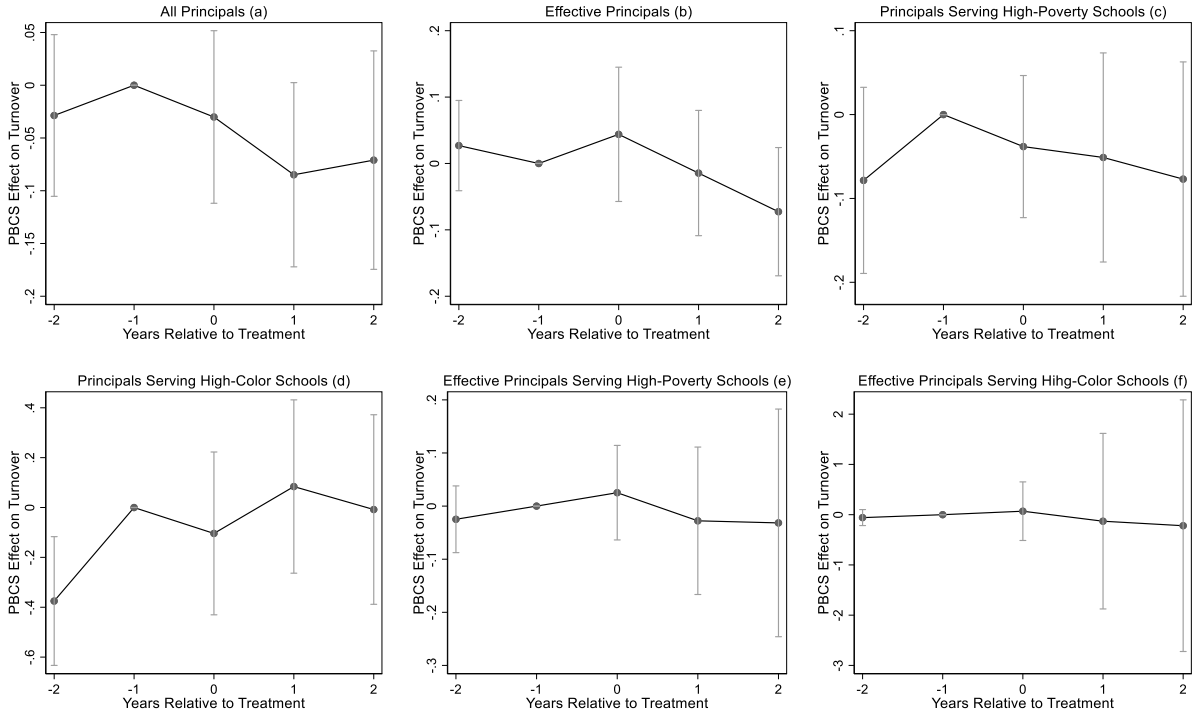 All Principals (a)
PBCS Effect on Turnover
.05
0
-.05
-.1
-.15
-.2
-2 -1 0 1 2
Years Relative to Treatment
Effective Principals (b)
PBCS Effect on Turnover
.2
.1
0
-.1
-.2
-2 -1 0 1 2
Years Relative to Treatment
Principals Serving High-Poverty Schools (c)
PBCS Effect on Turnover
.1
0
-.1
-.2
-2 -1 0 1 2
Years Relative to Treatment
Principals Serving High-Color Schools (d)
PBCS Effect on Turnover
.4
.2
0
-.2
-.4
-.6
-2 -1 0 1 2
Years Relative to Treatment
Effective Principals Serving High-Poverty Schools (e)
PBCS Effect on Turnover
.2
.1
0
-.1
-.2
-.3
-2 -1 0 1 2
Years Relative to Treatment
Effective Principals Serving Hihg-Color Schools (f)
PBCS Effect on Turnover
2
1
0
-1
-2
-3
-2 -1 0 1 2
Years Relative to Treatment